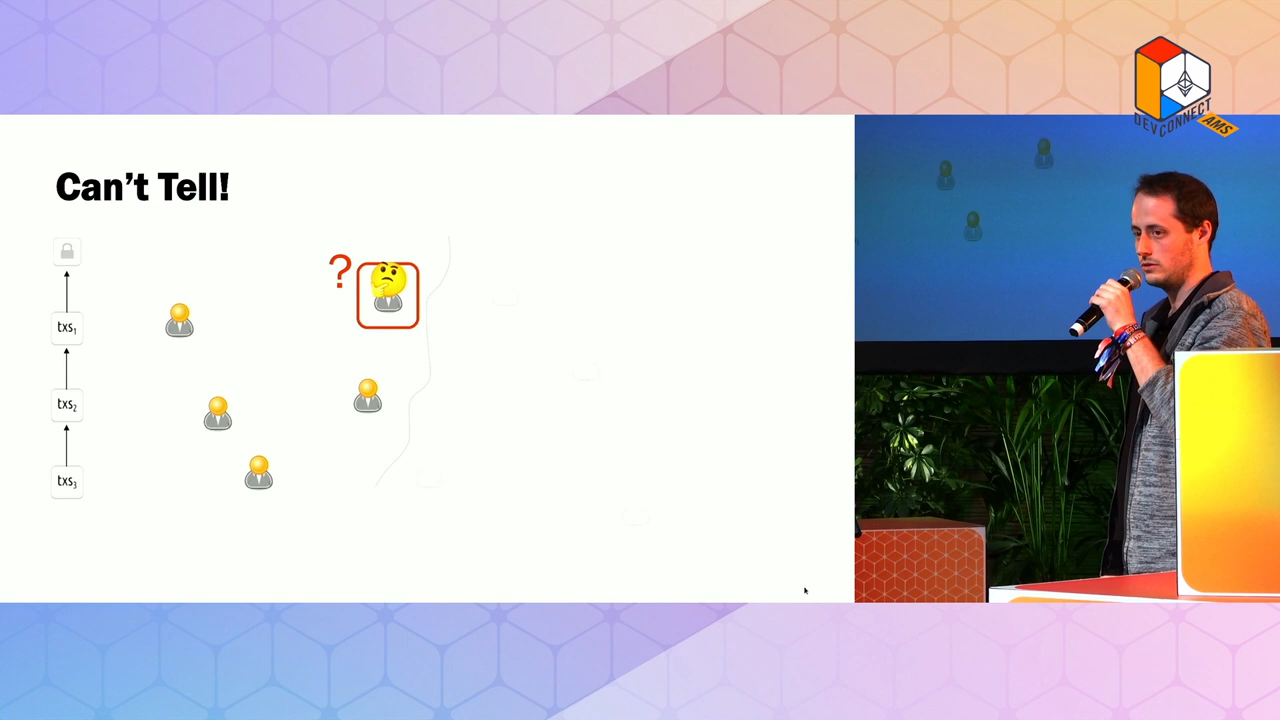 DEVCONNECT
AMS
Can't Tell!
?
txs₁
txs₂
txs₃